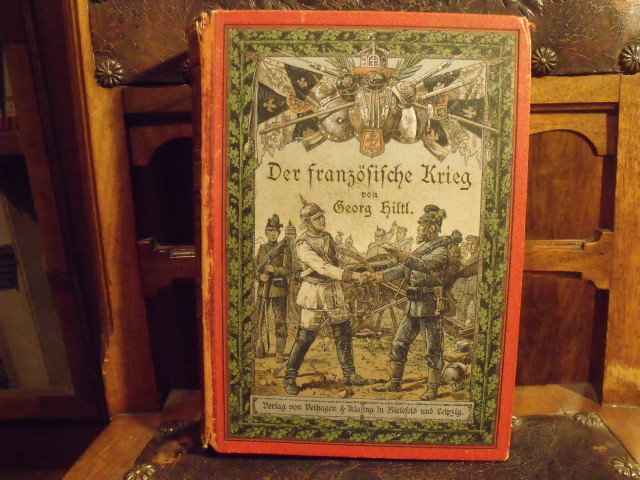 Der französische Krieg
von
Georg Hiltl.
Verlag von Velhagen & Klasing in Bielefeld und Leipzig.